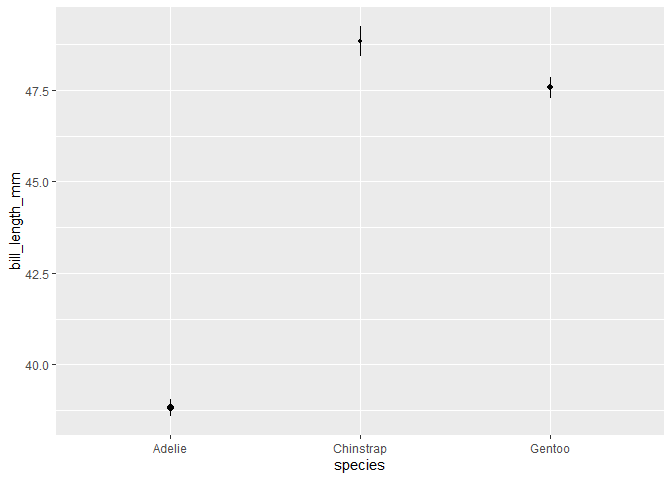 bill_length_mm
47.5
45.0
42.5
40.0
Adelie
Chinstrap
Gentoo
species